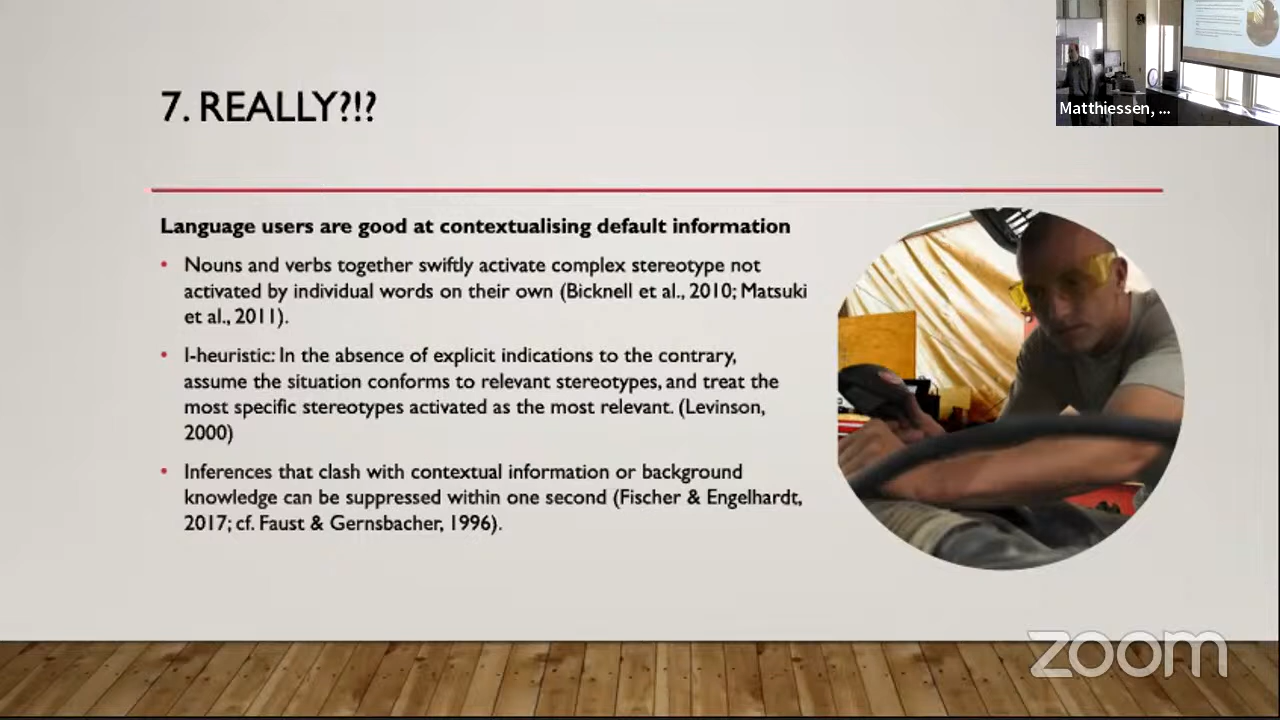 7. REALLY?!?
Matthiessen, ...
Language users are good at contextualising default information
• Nouns and verbs together swiftly activate complex stereotype not
activated by individual words on their own (Bicknell et al., 2010; Matsuki
et al., 2011).
• I-heuristic: In the absence of explicit indications to the contrary,
assume the situation conforms to relevant stereotypes, and treat the
most specific stereotypes activated as the most relevant. (Levinson,
2000)
• Inferences that clash with contextual information or background
knowledge can be suppressed within one second (Fischer & Engelhardt,
2017; cf. Faust & Gernsbacher, 1996).
zoom